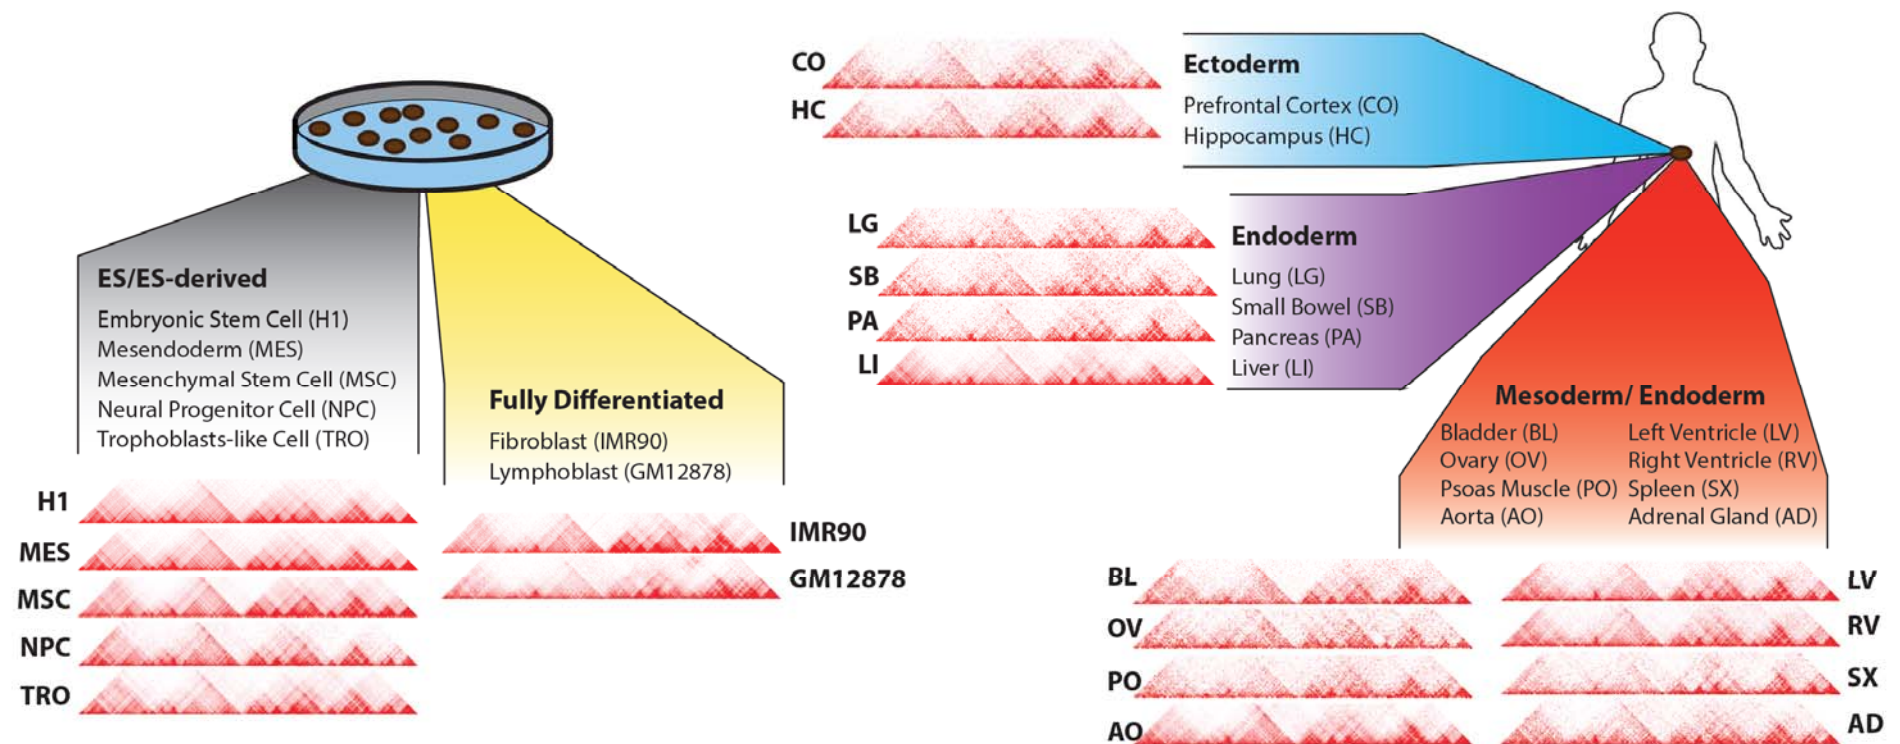 ES/ES-derived
Embryonic Stem Cell (H1)
Mesendoderm (MES)
Mesenchymal Stem Cell (MSC)
Neural Progenitor Cell (NPC)
Trophoblasts-like Cell (TRO)
H1
MES
MSC
NPC
TRO
Fully Differentiated
Fibroblast (IMR90)
Lymphoblast (GM12878)
IMR90
GM12878
CO
HC
Ectoderm
Prefrontal Cortex (CO)
Hippocampus (HC)
LG
SB
PA
LI
Endoderm
Lung (LG)
Small Bowel (SB)
Pancreas (PA)
Liver (LI)
Mesoderm/ Endoderm
Bladder (BL)
Ovary (OV)
Psoas Muscle (PO)
Aorta (AO)
Left Ventricle (LV)
Right Ventricle (RV)
Spleen (SX)
Adrenal Gland (AD)
BL
OV
PO
AO
LV
RV
SX
AD